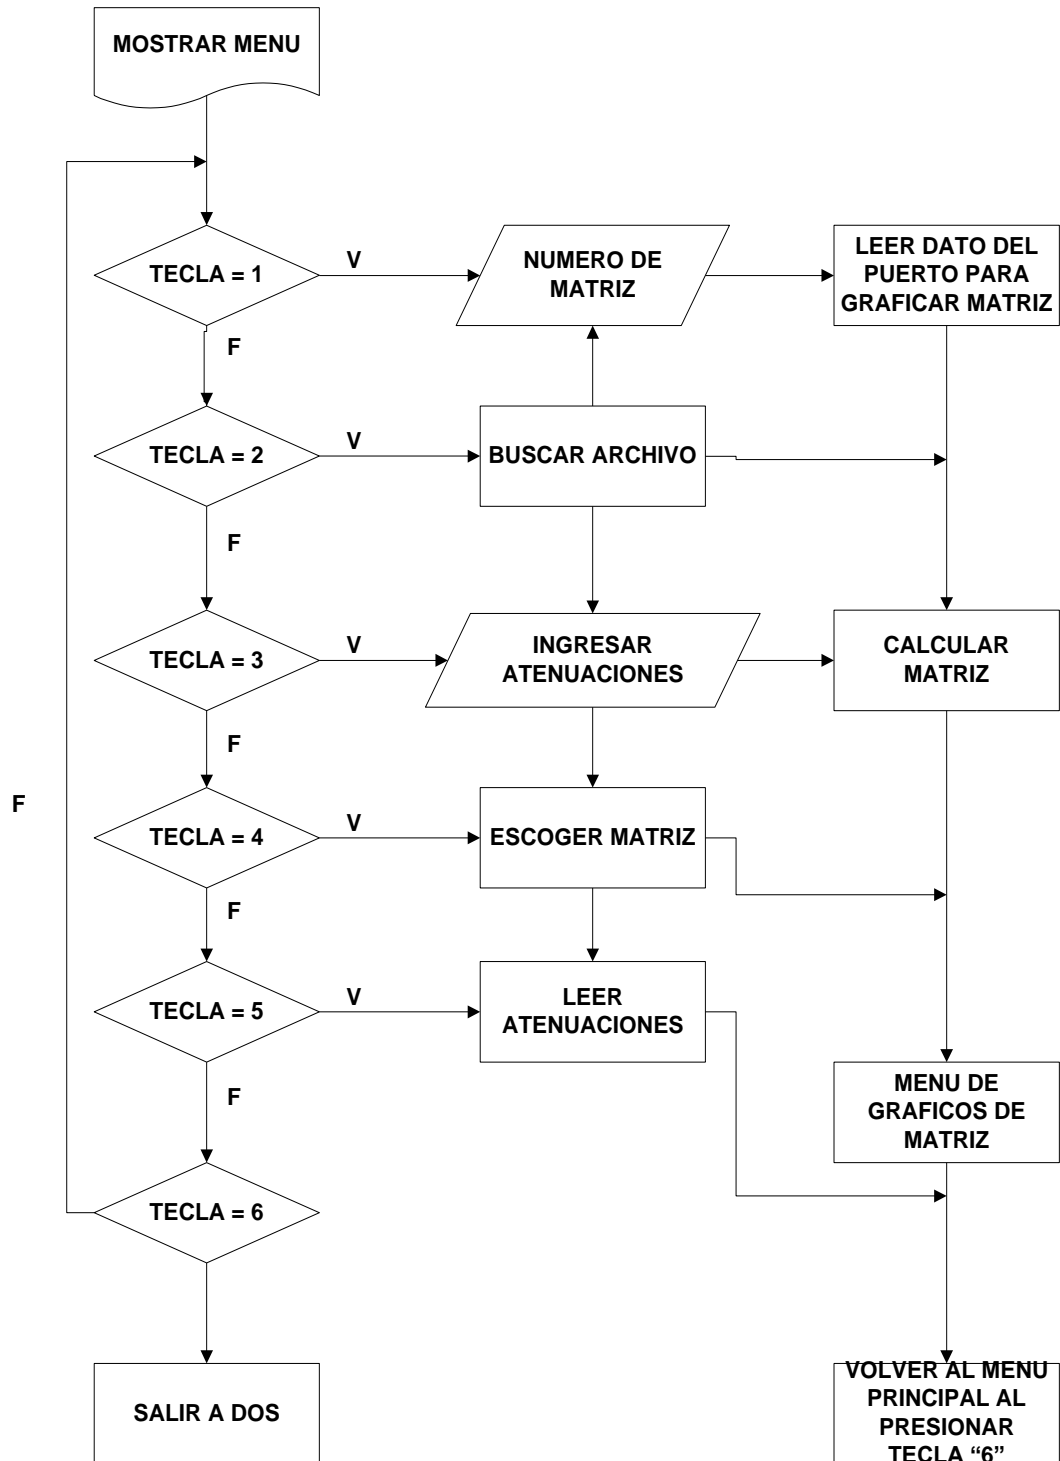 MOSTRAR MENU
TECLA = 1
V
NUMERO DE
MATRIZ
LEER DATO DEL
PUERTO PARA
GRAFICAR MATRIZ
F
TECLA = 2
V
BUSCAR ARCHIVO
F
TECLA = 3
V
INGRESAR
ATENUACIONES
CALCULAR
MATRIZ
F
F
TECLA = 4
V
ESCOGER MATRIZ
F
TECLA = 5
V
LEER
ATENUACIONES
F
MENU DE
GRAFICOS DE
MATRIZ
TECLA = 6
SALIR A DOS
VOLVER AL MENU
PRINCIPAL AL
PRESIONAR
TECLA “6”